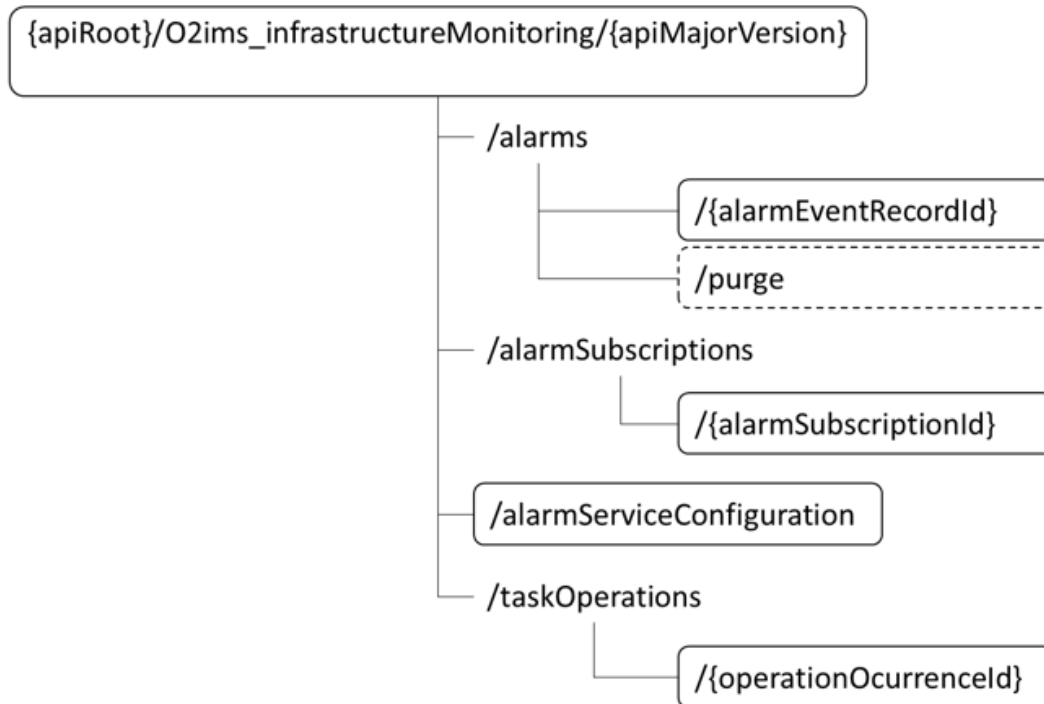 {apiRoot}/O2ims_infrastructureMonitoring/{apiMajorVersion}
/alarms
/{alarmEventRecordId}
/purge
/alarmSubscriptions
/{alarmSubscriptionId}
/alarmServiceConfiguration
/taskOperations
/{operationOcurrenceId}